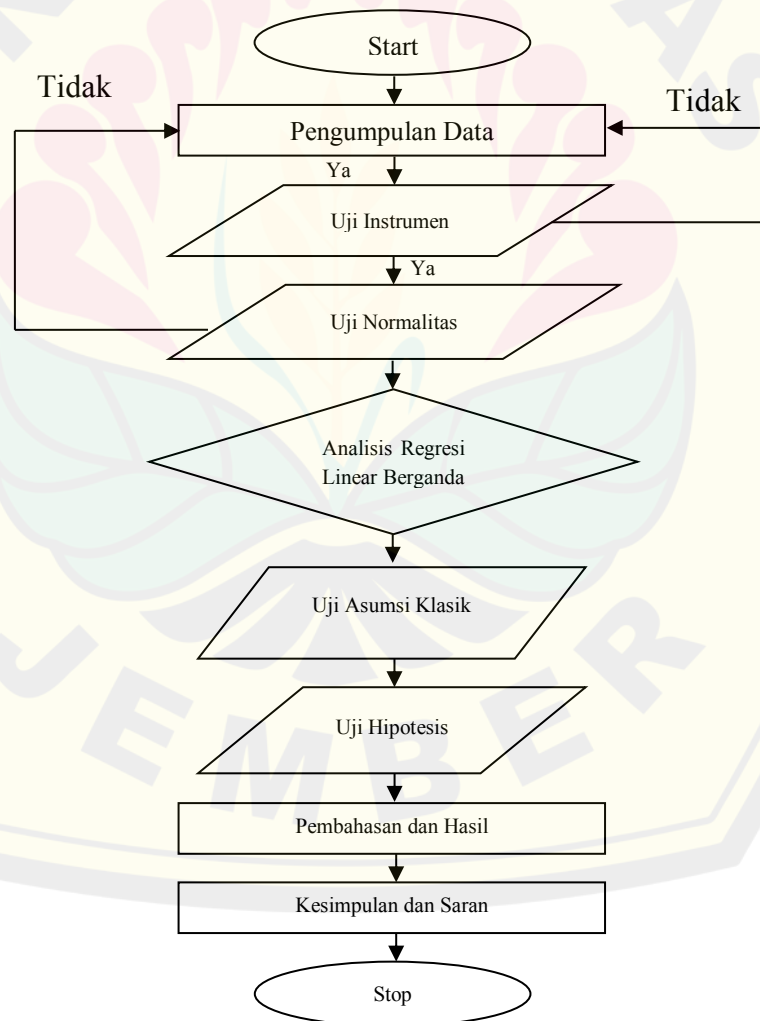 Start
Tidak
Tidak
Pengumpulan Data
Ya
Uji Instrumen
Ya
Uji Normalitas
Analisis Regresi
Linear Berganda
Uji Asumsi Klasik
Uji Hipotesis
Pembahasan dan Hasil
Kesimpulan dan Saran
Stop
JEMBER